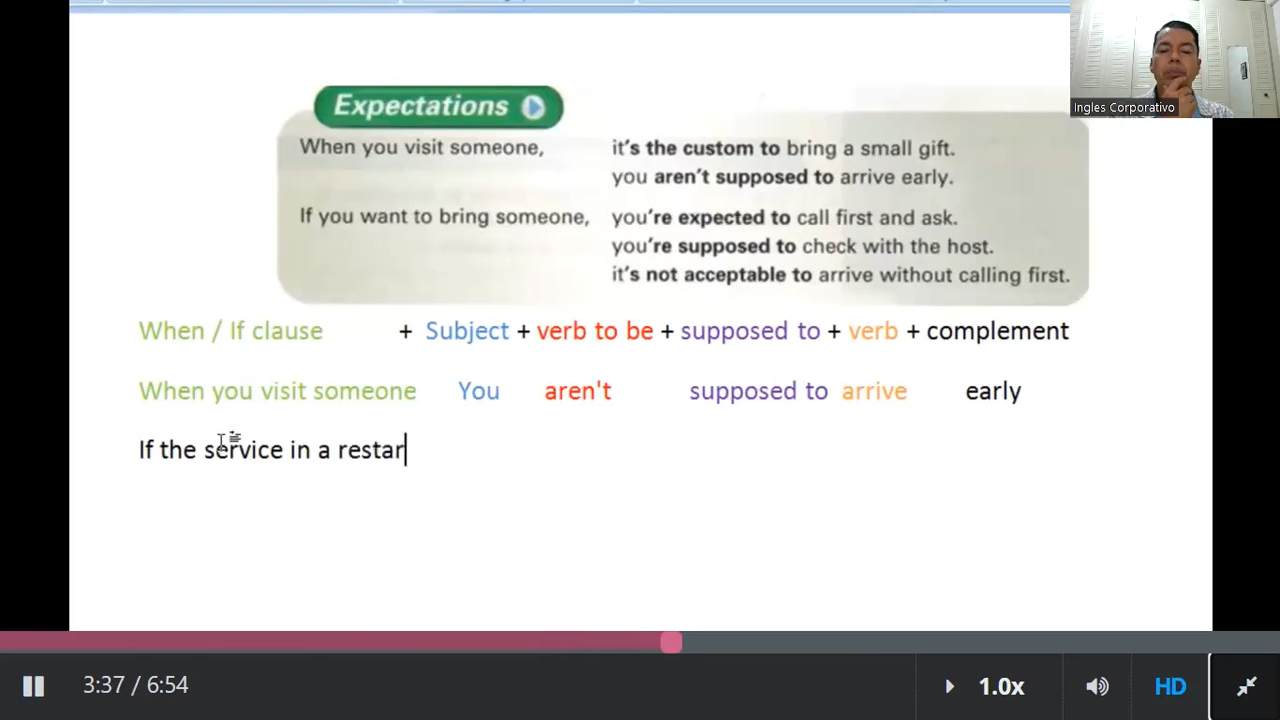 Ingles Corporativo
Expectations
When you visit someone, it's the custom to bring a small gift.
you aren't supposed to arrive early.
If you want to bring someone, you're expected to call first and ask.
you're supposed to check with the host.
it's not acceptable to arrive without calling first.
When / If clause + Subject + verb to be + supposed to + verb + complement
When you visit someone You aren't supposed to arrive early
If the service in a restar
3:37 / 6:54 1.0x HD